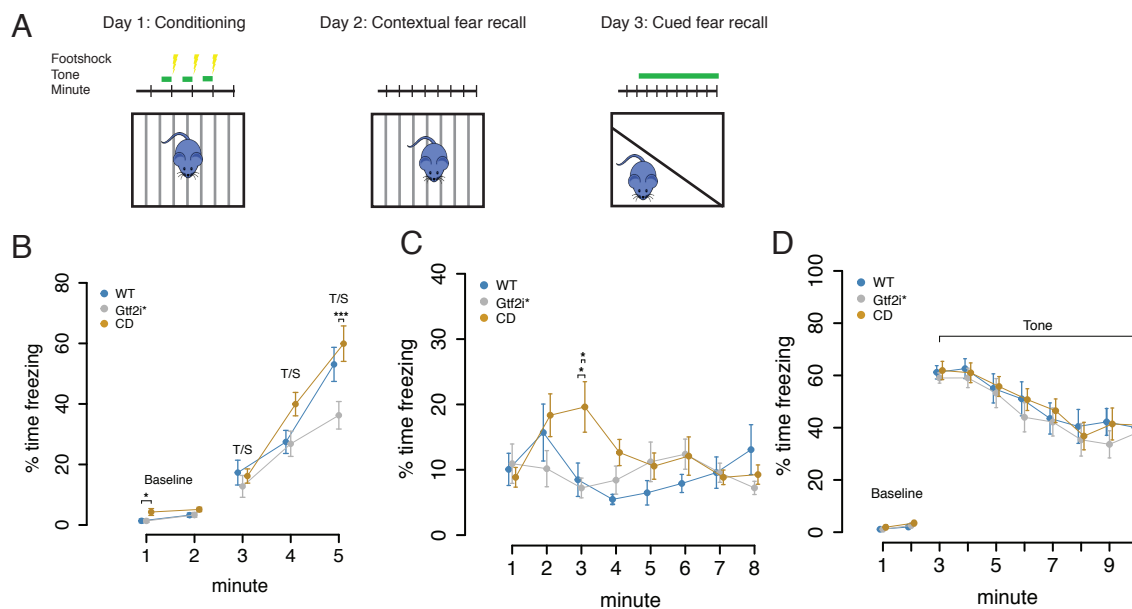 A
Day 1: Conditioning
Day 2: Contextual fear recall
Day 3: Cued fear recall
Footshock
Tone
Minute
B
80
60
40
20
0
% time freezing
WT
Gtf2i*
CD
Baseline
*
T/S
T/S
T/S
***
1
2
3
4
5
minute
C
40
30
20
10
0
% time freezing
WT
Gtf2i*
CD
*
*
1
2
3
4
5
6
7
8
minute
D
100
80
60
40
20
0
% time freezing
WT
Gtf2i*
CD
Tone
Baseline
1
3
5
7
9
minute